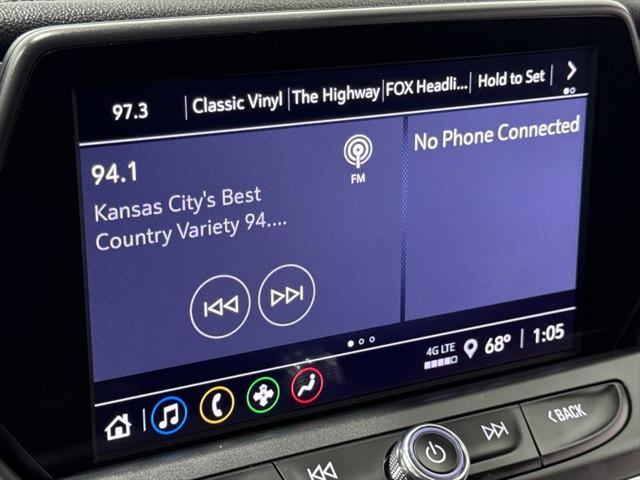 97.3 Classic Vinyl The Highway FOX Headli... Hold to Set
94.1
FM
No Phone Connected
Kansas City's Best
Country Variety 94....
4G LTE 68° 1:05
BACK